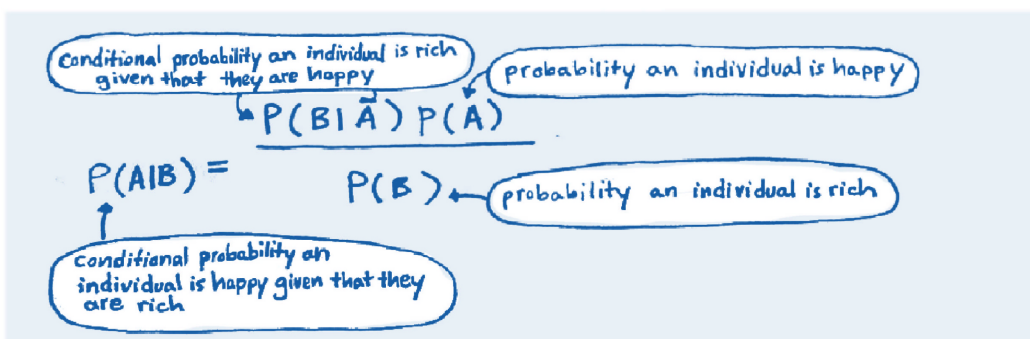 conditional probability an individual is rich
given that they are happy
probability an individual is happy
P(B|Ã) P(A)
P(A|B) =
P(B)
probability an individual is rich
conditional probability an
individual is happy given that they
are rich